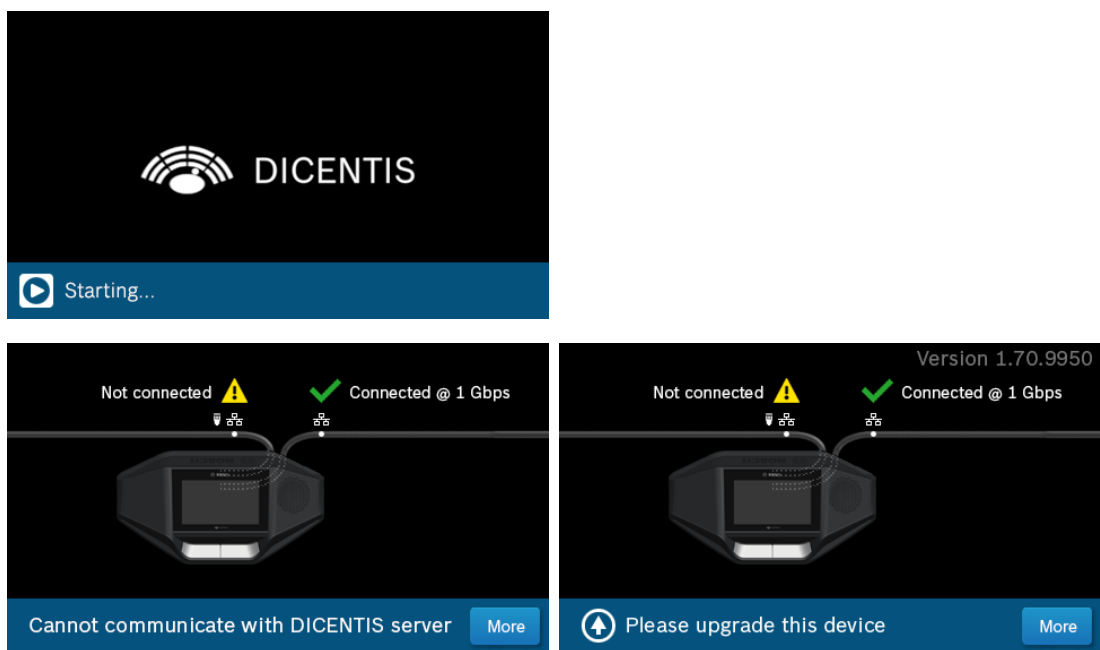 DICENTIS
Starting...
Not connected Connected @ 1 Gbps
Cannot communicate with DICENTIS server More
Version 1.70.9950
Not connected Connected @ 1 Gbps
Please upgrade this device More